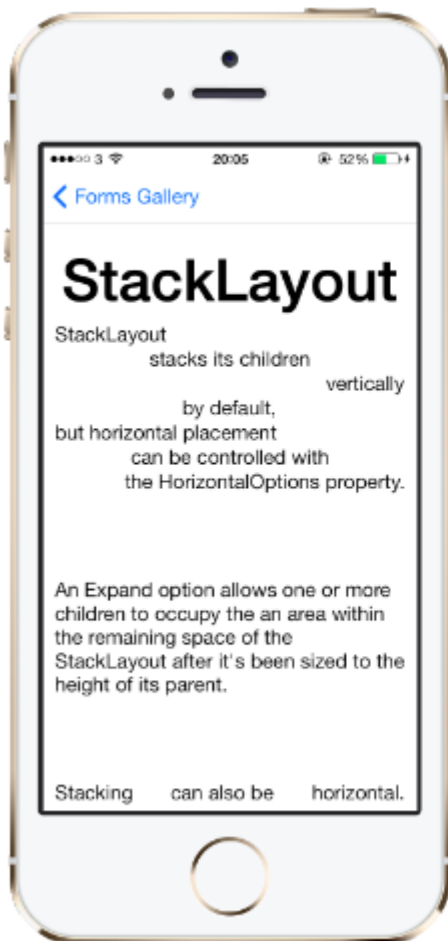 3 20:05 52%
Forms Gallery
StackLayout
StackLayout
stacks its children
vertically
by default,
but horizontal placement
can be controlled with
the HorizontalOptions property.
An Expand option allows one or more
children to occupy the an area within
the remaining space of the
StackLayout after it's been sized to the
height of its parent.
Stacking can also be horizontal.